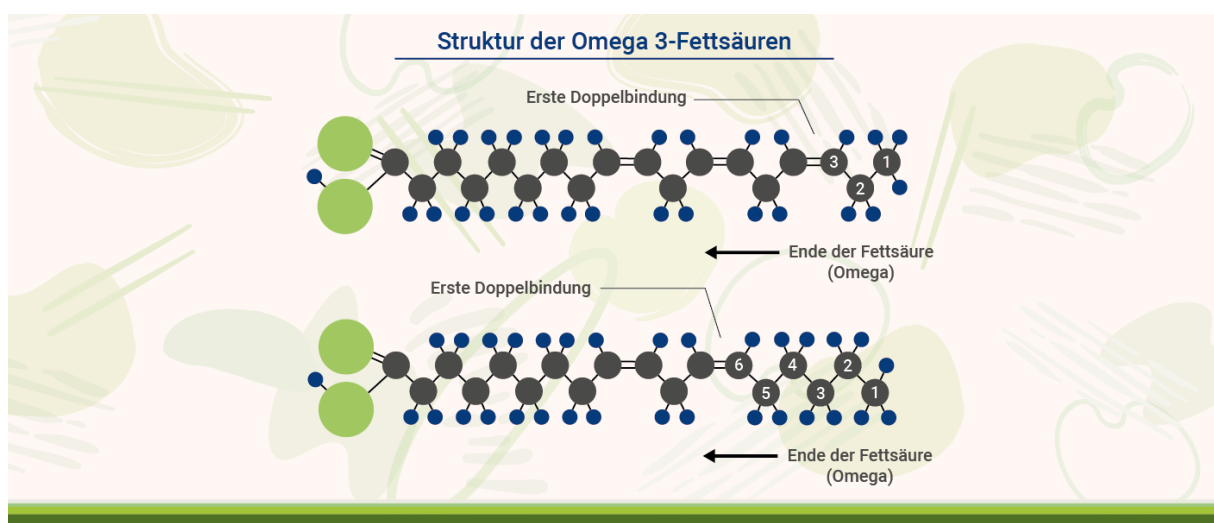 Struktur der Omega 3-Fettsäuren
Erste Doppelbindung
3
1
2
Ende der Fettsäure
(Omega)
Erste Doppelbindung
6
4
2
5
3
1
Ende der Fettsäure
(Omega)